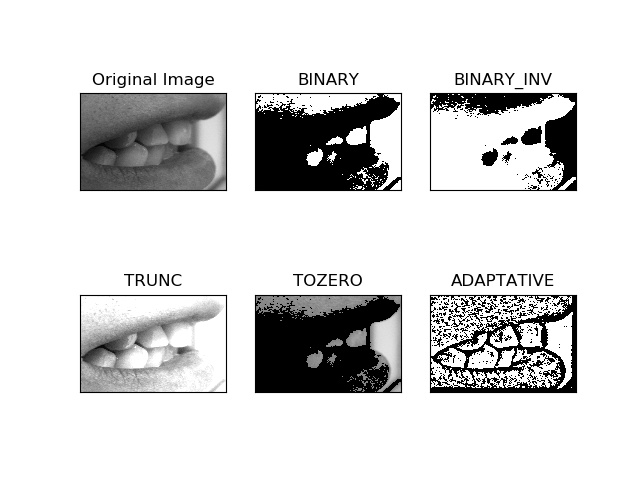 Original Image
BINARY
BINARY_INV
TRUNC
TOZERO
ADAPTATIVE